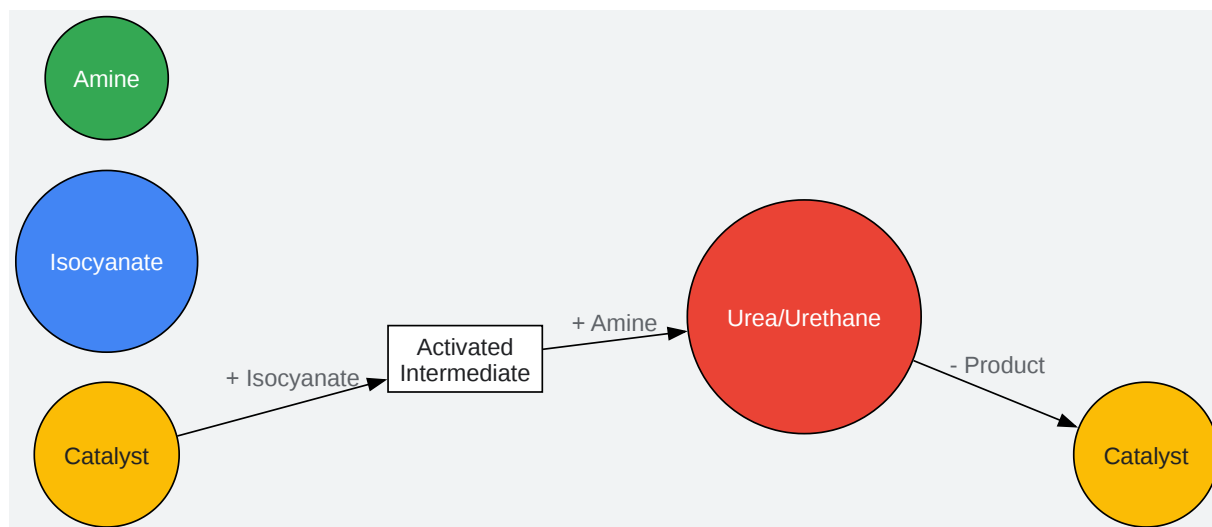 Amine
Isocyanate
Catalyst
+ Isocyanate
Activated
Intermediate
+ Amine
Urea/Urethane
- Product
Catalyst